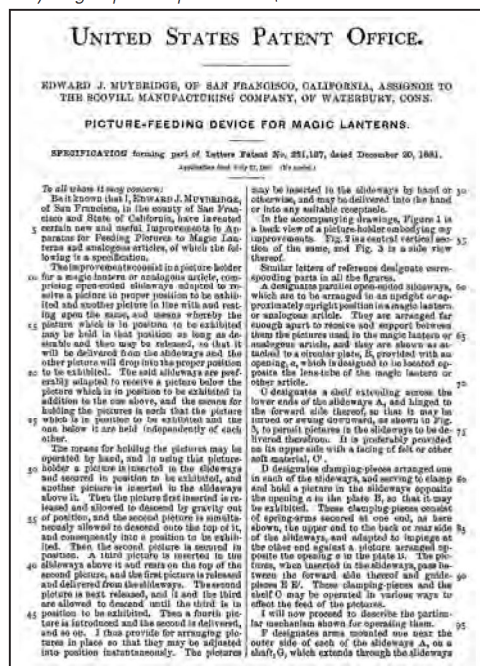 UNITED STATES PATENT OFFICE.
EDWARD J. MUYBRIDGE, OF SAN FRANCISCO, CALIFORNIA, ASSIGNOR TO
THE SCOVILL MANUFACTURING COMPANY, OF WATERBURY, CONN.
PICTURE-FEEDING DEVICE FOR MAGIC LANTERNS.
SPECIFICATION forming part of Letters Patent No. 251,127, dated December 20, 1881.
Application filed July
To all whom it may concern:
Be it known that I, EDWARD J. MUYBRIDGE,
of San Francisco, in the county of San Fran-
cisco and State of California, have invented
5 certain new and useful Improvements in Ap-
paratus for Feeding Pictures to Magic Lan-
terns and analogous articles, of which the fol-
lowing is a specification.
The improvements consist in a picture holder
10 for a magic lantern or analogous article, com-
prising open-ended slideways adapted to re-
ceive a picture in proper position to be exhib-
ited and another picture in line with and rest-
ing upon the same, and means whereby the
15 picture which is in position to be exhibited
may be held in that position as long as de-
sirable and then may be released, so that it
will be delivered from the slideways and the
other picture will drop into the proper position
20 to be exhibited. The said slideways are pref-
erably adapted to receive a picture below the
picture which is in position to be exhibited in
addition to the one above, and the means for
holding the pictures is such that the picture
25 which is in position to be exhibited and the
one below it are held independently of each
other.
The means for holding the pictures may be
operated by hand, and in using this picture-
30 holder a picture is inserted in the slideways
and secured in position to be exhibited, and
another picture is inserted in the slideways
above it. Then the picture first inserted is re-
leased and allowed to descend by gravity out
35 of position, and the second picture is simulta-
neously allowed to descend onto the top of it,
and consequently into a position to be exhib-
ited. Then the second picture is secured in
position. A third picture is inserted in the
40 slideways above it and rests on the top of the
second picture, and the first picture is released
and delivered from the slideways. The second
picture is next released, and it and the third
are allowed to descend until the third is in
45 position to be exhibited. Then a fourth pic-
ture is introduced and the second is delivered,
and so on. I thus provide for arranging pic-
tures in place so that they may be adjusted
into position instantaneously. The pictures
may be inserted in the slideways by hand or 50
otherwise, and may be delivered into the hand
or into any suitable receptacle.
In the accompanying drawings, Figure 1 is
a back view of a picture-holder embodying my
improvements. Fig. 2 is a central vertical sec- 55
tion of the same, and Fig. 3 is a side view
thereof.
Similar letters of reference designate corre-
sponding parts in all the figures.
A designates parallel open-ended slideways, 60
which are to be arranged in an upright or ap-
proximately upright position in a magic lantern
or analogous article. They are arranged far
enough apart to receive and support between
them the pictures used in the magic lantern or 65
analogous article, and they are shown as at-
tached to a circular plate, B, provided with an
opening, a, which is designed to be located op-
posite the lens-tube of the magic lantern or
other article. 70
C designates a shelf extending across the
lower ends of the slideways A, and hinged to
the forward side thereof, so that it may be
turned or swung downward, as shown in Fig.
3, to permit pictures in the slideways to be de- 75
livered therefrom. It is preferably provided
on its upper side with a facing of felt or other
soft material, C'.
D designates clamping-pieces arranged one
in each of the slideways, and serving to clamp 80
and hold a picture in the slideways opposite
the opening a in the plate B, so that it may
be exhibited. These clamping-pieces consist
of spring-arms secured at one end, as here
shown, the upper end to the back or rear side 85
of the slideways, and adapted to impinge at
the other end against a picture arranged op-
posite the opening a in the plate B. The pic-
tures, when inserted in the slideways, pass be-
tween the forward side thereof and guide- 90
pieces E E'. These clamping-pieces and the
shelf C may be operated in various ways to
effect the feed of the pictures.
I will now proceed to describe the particu-
lar mechanism shown for operating them. 95
F designates arms mounted one near the
outer side of each of the slideways A, on a
shaft, G, which extends through the slideways